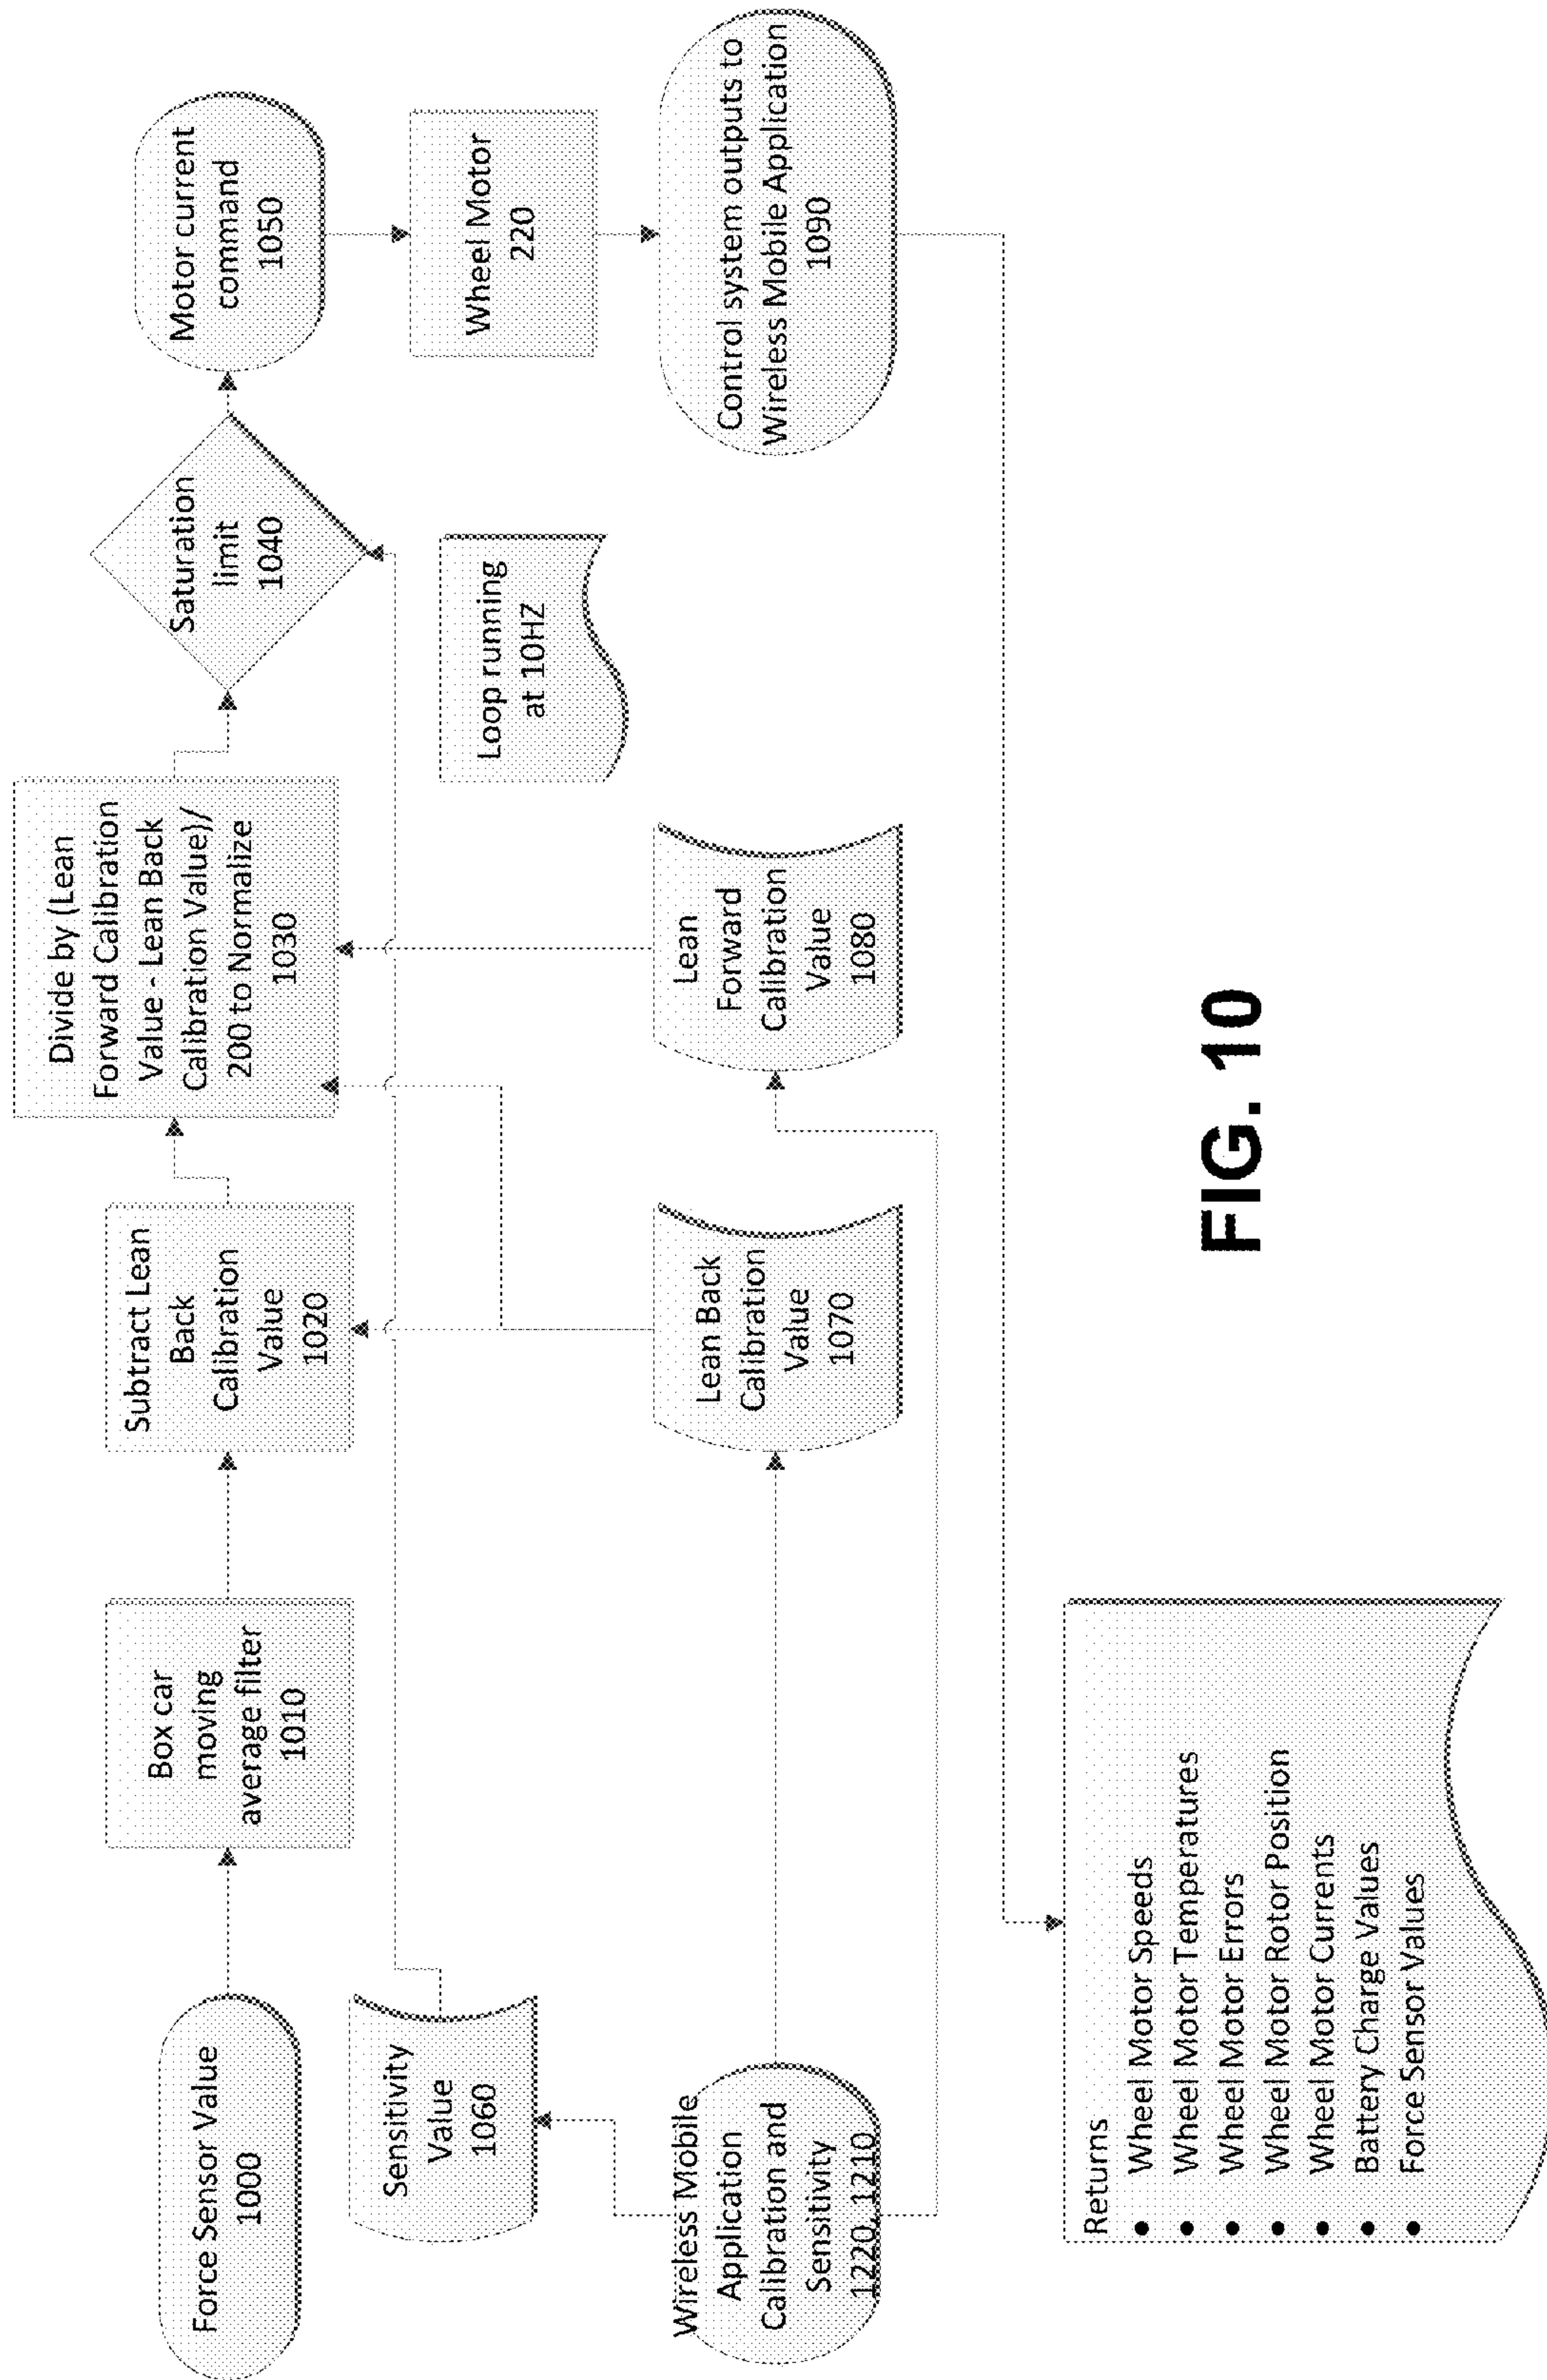 Force Sensor Value
1000
Box car
moving
average filter
1010
Subtract Lean
Back
Calibration
Value
1020
Divide by (Lean
Forward Calibration
Value - Lean Back
Calibration Value)/
200 to Normalize
1030
Saturation
limit
1040
Motor current
command
1050
Sensitivity
Value
1060
Loop running
at 10HZ
Wheel Motor
220
Wireless Mobile
Application
Calibration and
Sensitivity
1220, 1210
Lean Back
Calibration
Value
1070
Lean
Forward
Calibration
Value
1080
Control system outputs to
Wireless Mobile Application
1090
Returns
• Wheel Motor Speeds
• Wheel Motor Temperatures
• Wheel Motor Errors
• Wheel Motor Rotor Position
• Wheel Motor Currents
• Battery Charge Values
• Force Sensor Values
FIG. 10